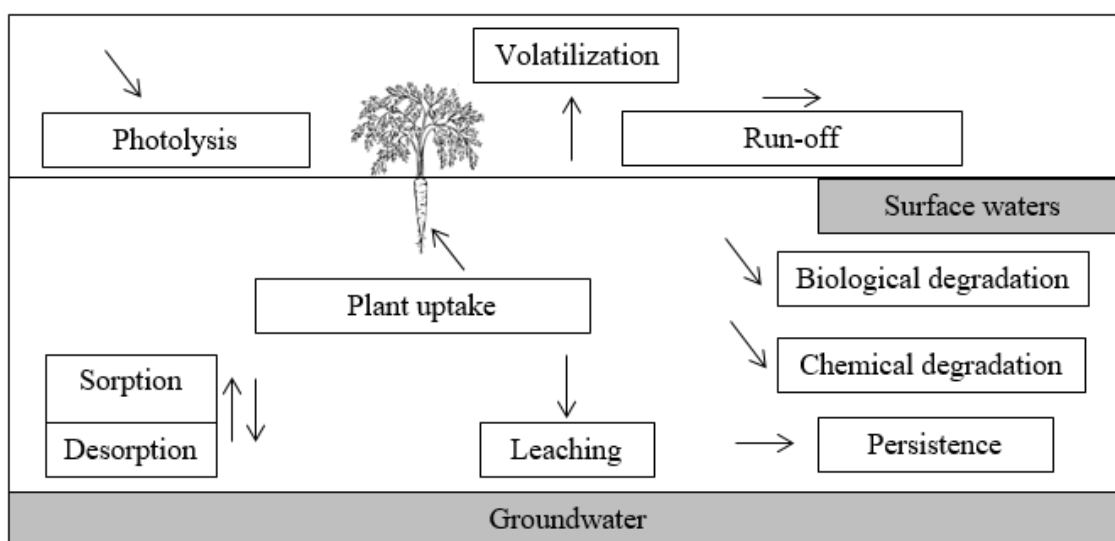 Volatilization
Photolysis
Run-off
Surface waters
Biological degradation
Plant uptake
Chemical degradation
Sorption
Desorption
Leaching
Persistence
Groundwater